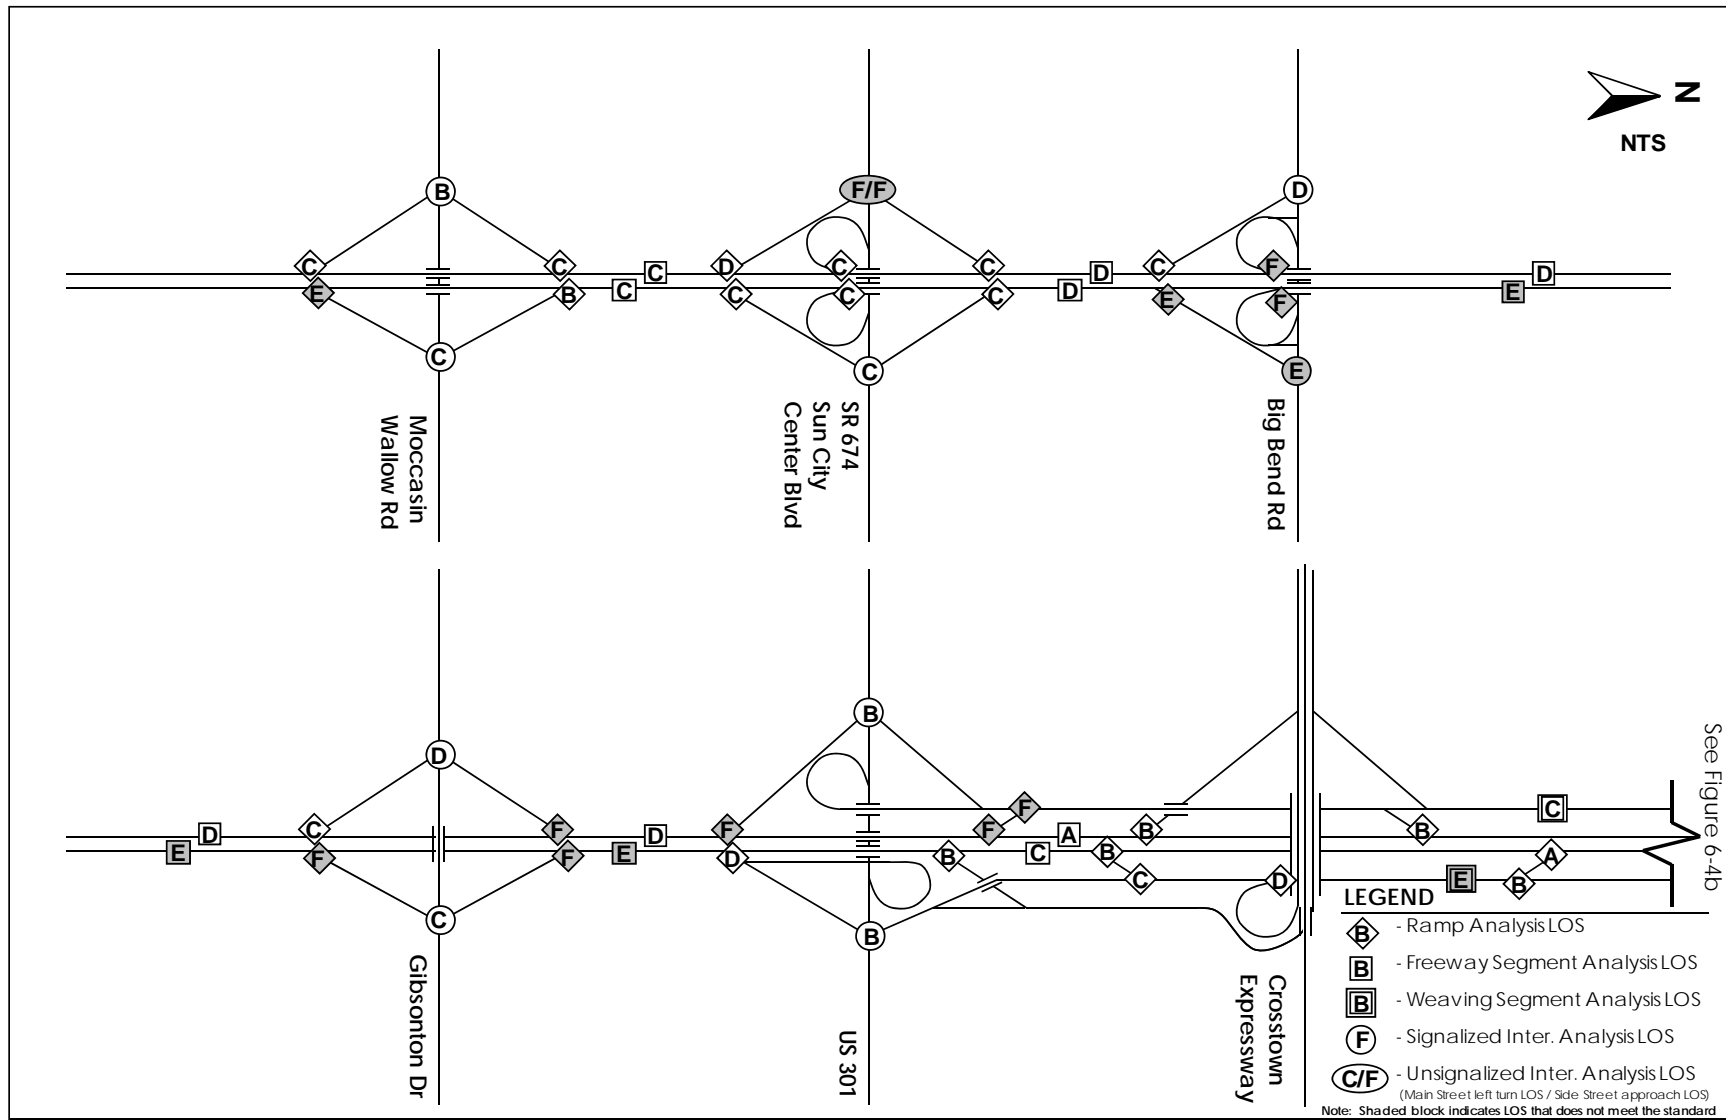 N
NTS
B
F/F
D
C
C
C
D
C
C
D
C
F
D
E
B
C
C
C
C
D
E
F
E
C
C
E
Moccasin
Wallow Rd
SR 674
Sun City
Center Blvd
Big Bend Rd
B
D
See Figure 6-4b
F
C
D
C
F
D
F
F
A
B
B
E
F
F
E
D
B
C
B
A
C
D
E
B
C
B
Gibsonton Dr
US 301
Crosstown
Expressway
LEGEND
B - Ramp Analysis LOS
B - Freeway Segment Analysis LOS
B - Weaving Segment Analysis LOS
F - Signalized Inter. Analysis LOS
C/F - Unsignalized Inter. Analysis LOS
(Main Street left turn LOS / Side Street approach LOS)
Note: Shaded block indicates LOS that does not meet the standard